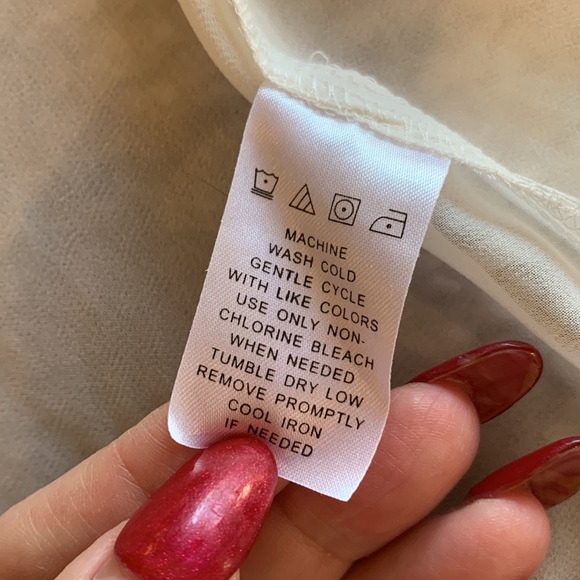 MACHINE
WASH COLD
GENTLE CYCLE
WITH LIKE COLORS
USE ONLY NON-
CHLORINE BLEACH
WHEN NEEDED
TUMBLE DRY LOW
REMOVE PROMPTLY
COOL IRON
IF NEEDED